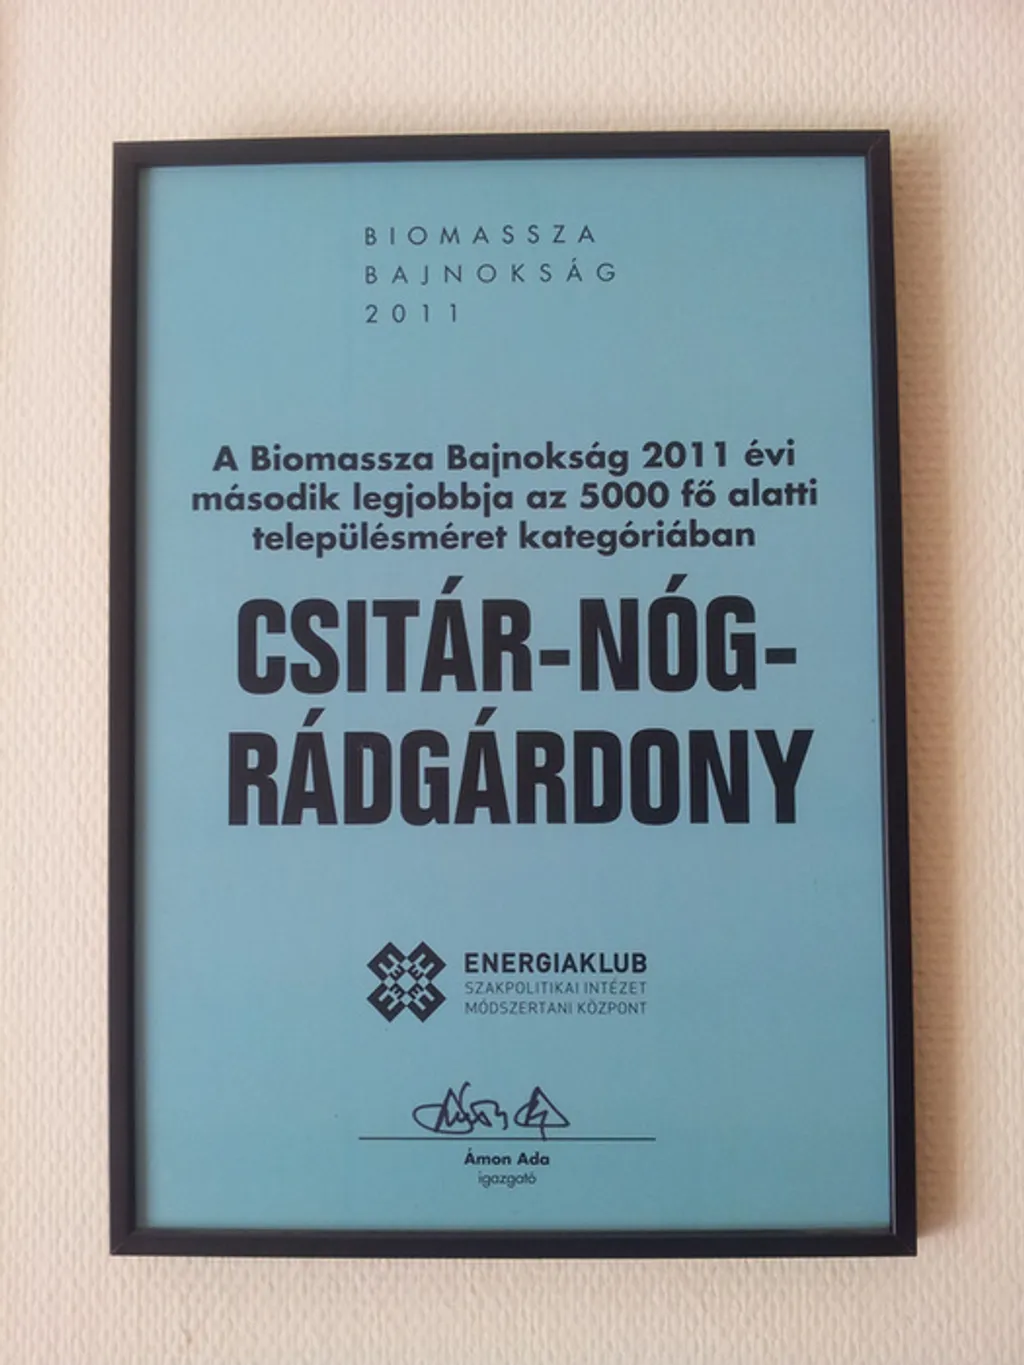 BIOMASSZA
BAJNOKSÁG
2011
A Biomassza Bajnokság 2011 évi
második legjobbja az 5000 fő alatti
településméret kategóriában
CSITÁR-NÓG-
RÁDGÁRDONY
ENERGIAKLUB
SZAKPOLITIKAI INTÉZET
MÓDSZERTANI KÖZPONT
Ámon Ada
igazgató